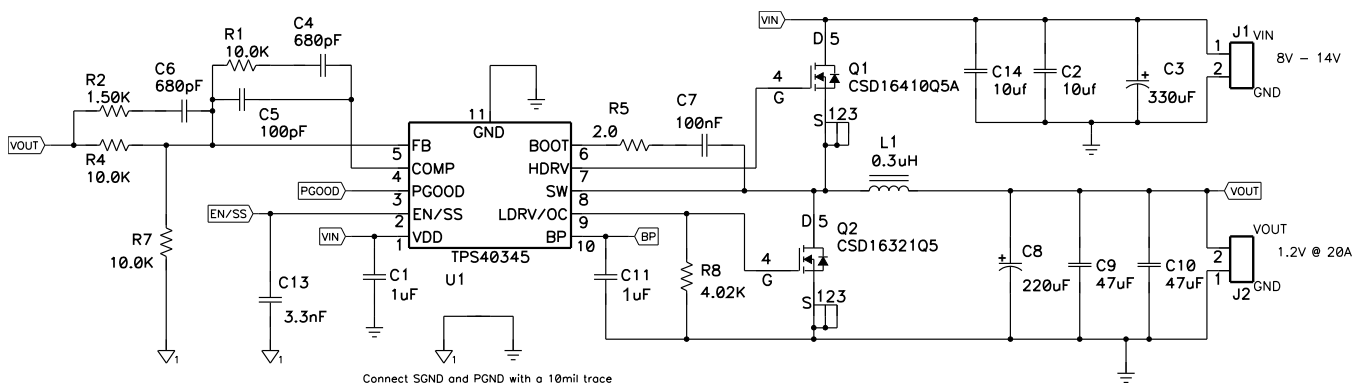 R1
10.0K
C4
680pF
C6
680pF
R2
1.50K
C5
100pF
VOUT
R4
10.0K
R7
10.0K
PGOOD
EN/SS
VIN
C13
3.3nF
C1
1uF
11
GND
FB
5
COMP
4
PGOOD
3
EN/SS
2
VDD
1
BOOT
6
HDRV
7
SW
8
LDRV/OC
9
BP
10
TPS40345
U1
R5
2.0
C7
100nF
BP
C11
1uF
R8
4.02K
VIN
D 5
4
G
Q1
CSD16410Q5A
S 123
L1
0.3uH
D 5
Q2
CSD16321Q5
4
G
S 123
C14
10uf
C2
10uf
C3
330uF
J1
VIN
1
2
GND
8V - 14V
VOUT
C8
220uF
C9
47uF
C10
47uF
VOUT
2
1
GND
J2
1.2V @ 20A
1
1
1
Connect SGND and PGND with a 10mil trace